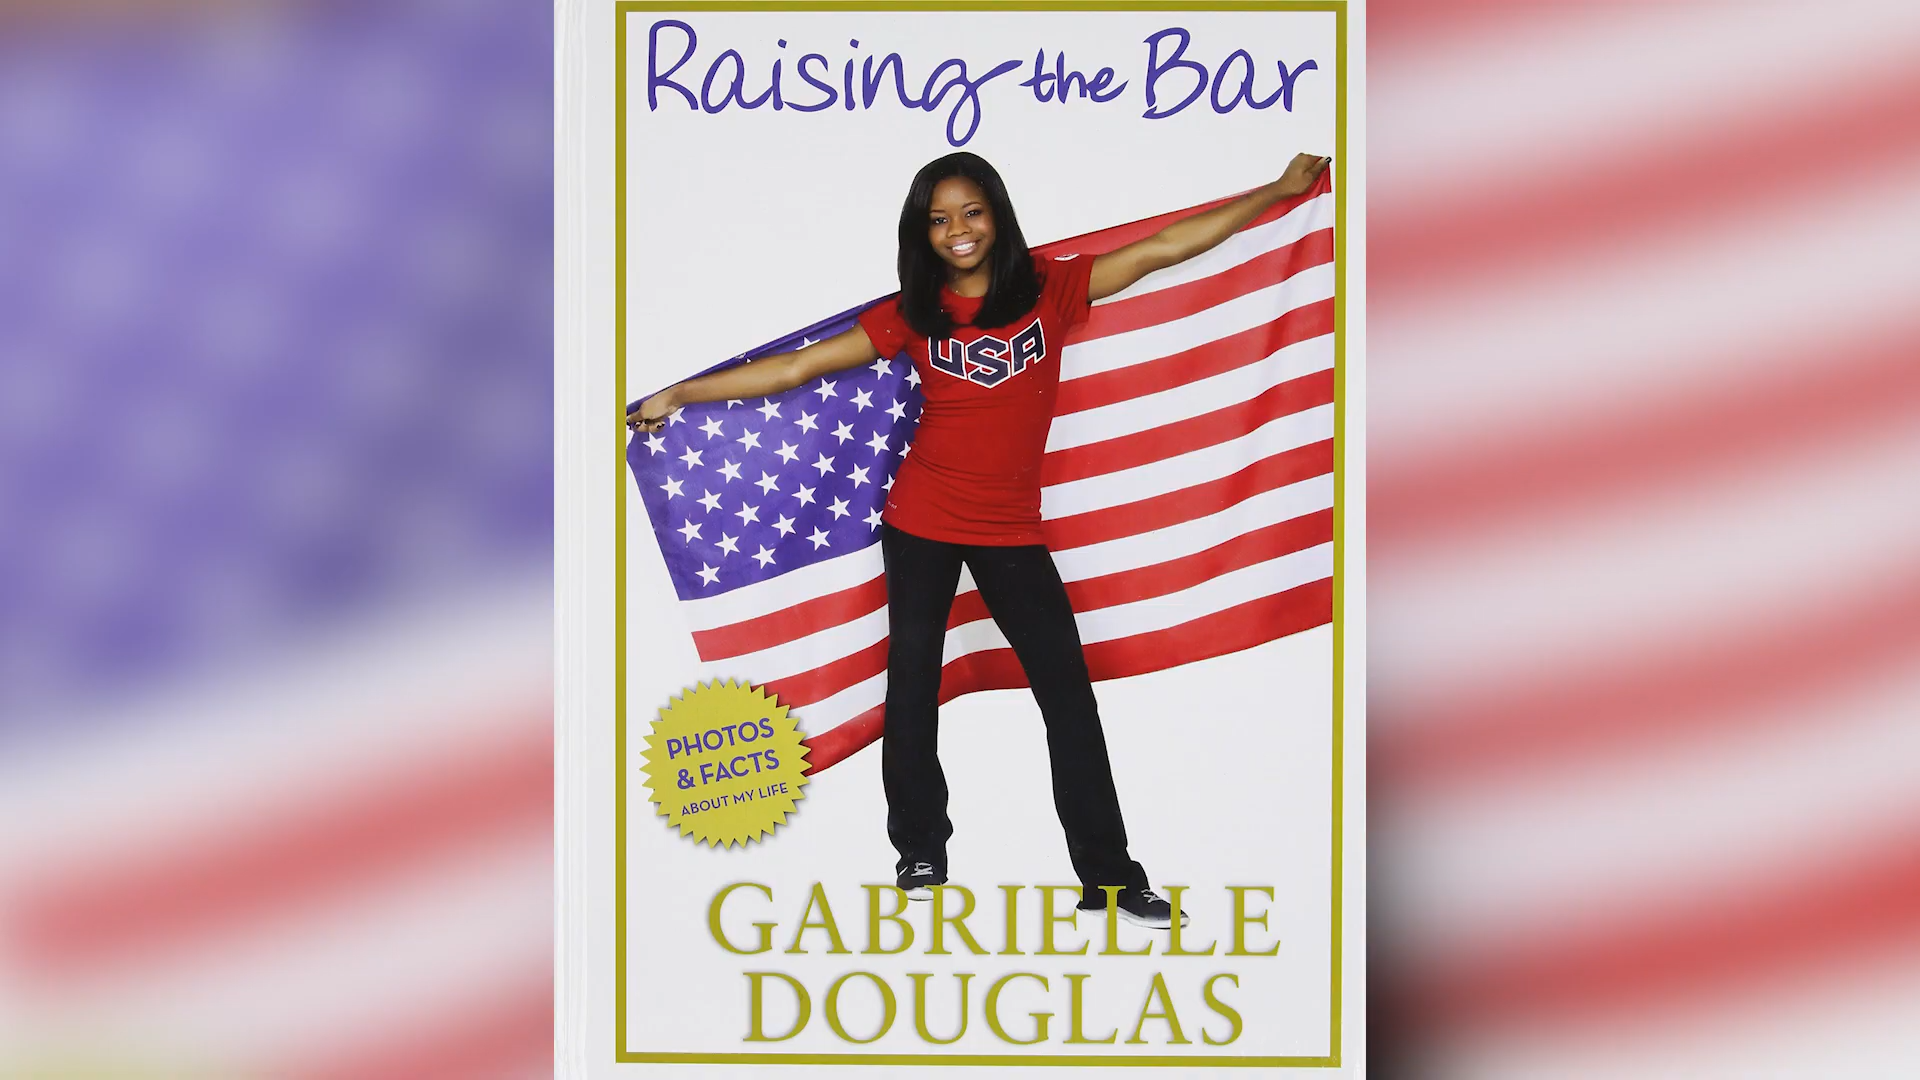 Raising the Bar
USA
PHOTOS
& FACTS
ABOUT MY LIFE
GABRIELLE
DOUGLAS